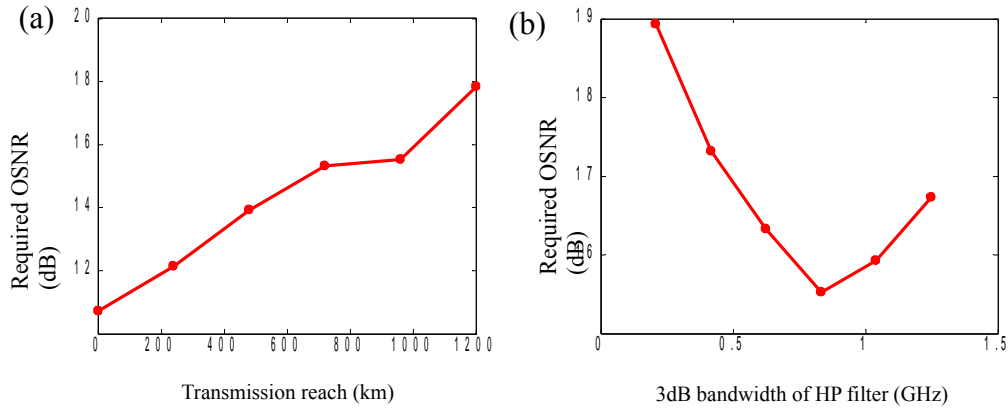 (a)
20
18
16
14
12
0 200 400 600 800 1000 1200
Required OSNR
(dB)
Transmission reach (km)
(b)
19
18
17
16
0 0.5 1 1.5
Required OSNR
(dB)
3dB bandwidth of HP filter (GHz)